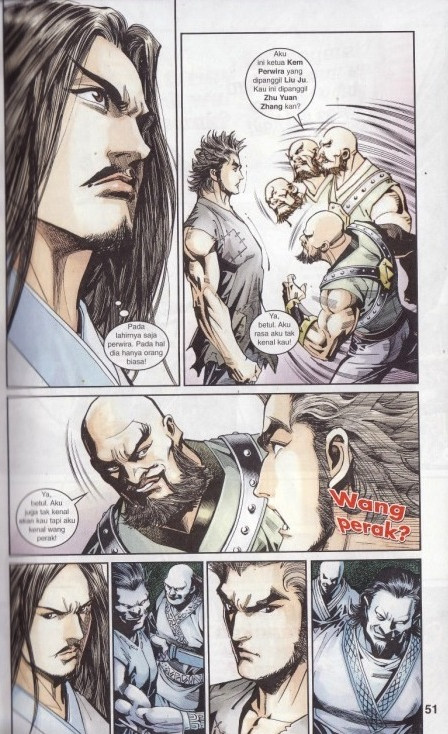 Aku
ini ketua Kem
Perwira yang
dipanggil Liu Ju.
Kau ini dipanggil
Zhu Yuan
Zhang kan?
Pada
lahirnya saja
perwira. Pada hal
dia hanya orang
biasa!
Ya,
betul. Aku
rasa aku tak
kenal kau!
Ya,
betul. Aku
juga tak kenal
akan kau tapi aku
kenal wang
perak!
Wang
perak?
51